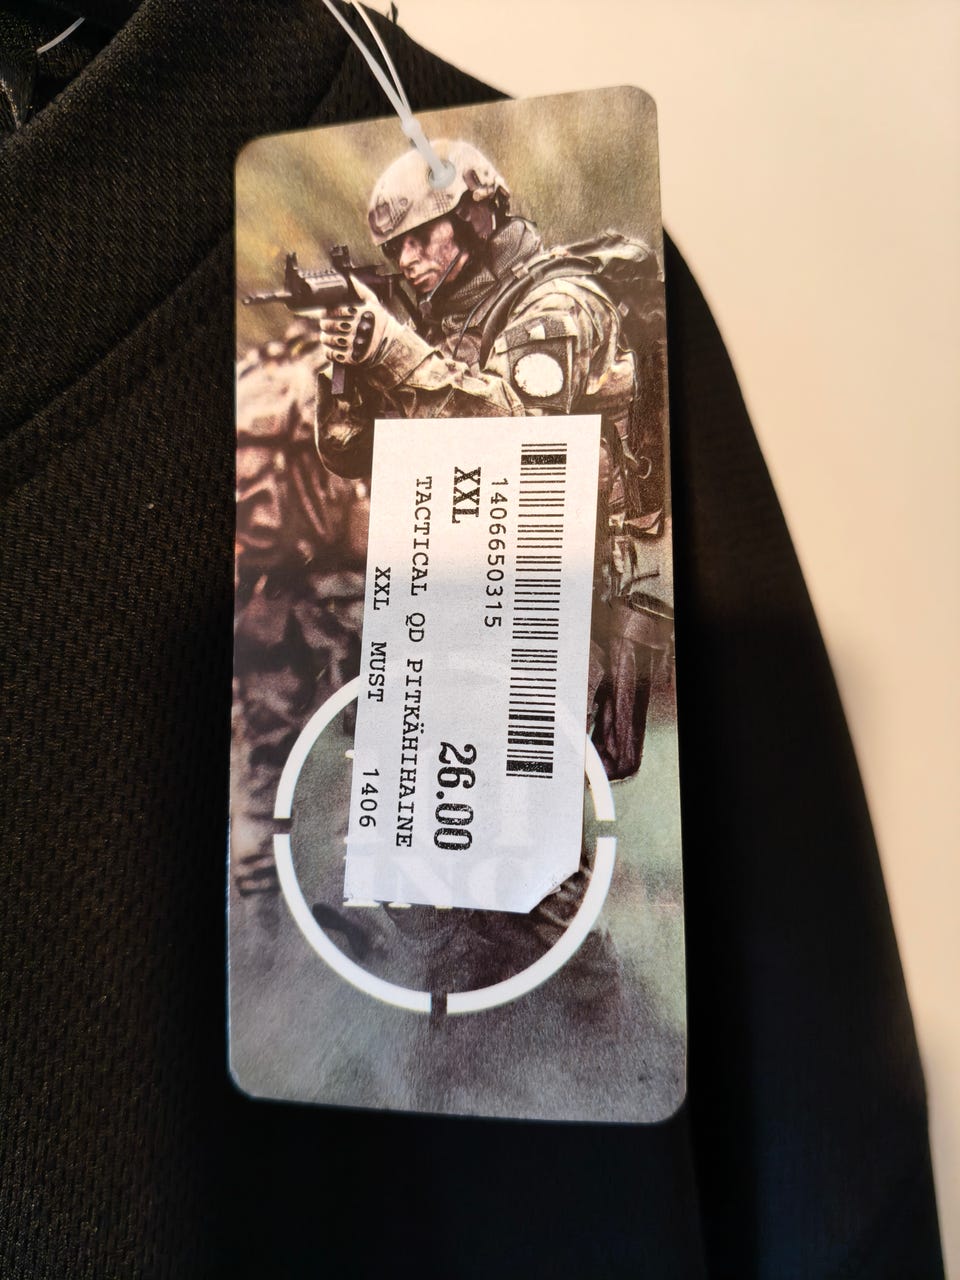 1406650315
XXL
26.00
TACTICAL QD PITKÄHIHAINE
XXL MUST 1406